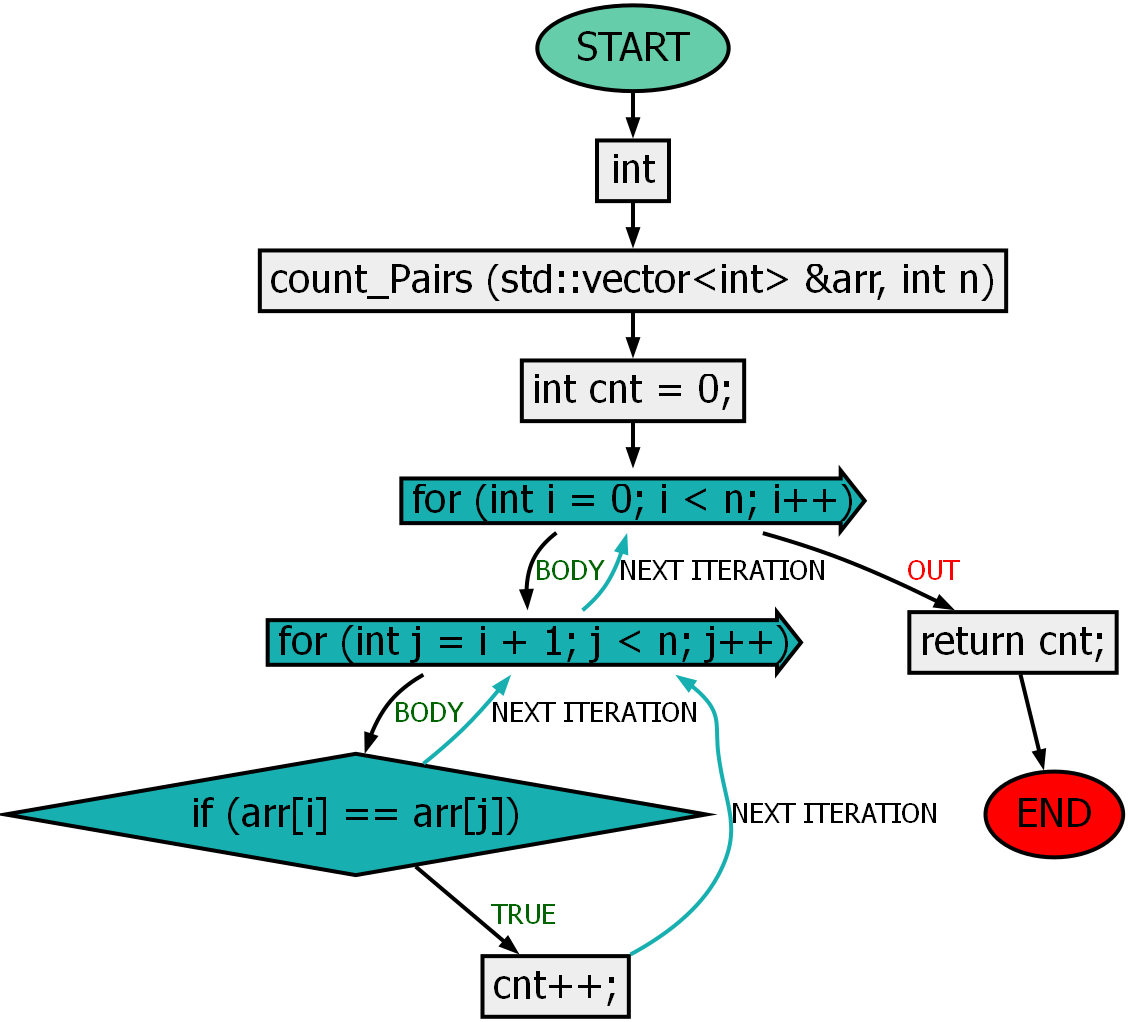 START
int
count_Pairs (std::vector<int> &arr, int n)
int cnt = 0;
for (int i = 0; i < n; i++)
BODY
NEXT ITERATION
OUT
for (int j = i + 1; j < n; j++)
return cnt;
BODY
NEXT ITERATION
if (arr[i] == arr[j])
NEXT ITERATION
END
TRUE
cnt++;